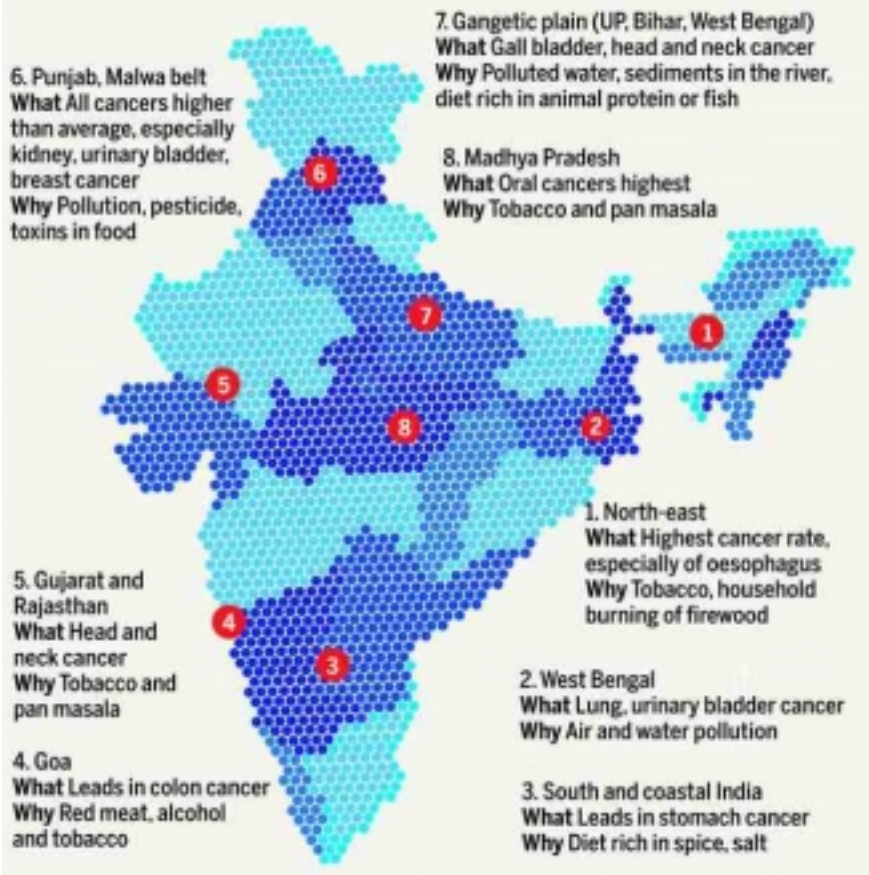 7. Gangetic plain (UP, Bihar, West Bengal)
What Gall bladder, head and neck cancer
Why Polluted water, sediments in the river,
diet rich in animal protein or fish
6. Punjab, Malwa belt
What All cancers higher
than average, especially
kidney, urinary bladder,
breast cancer
Why Pollution, pesticide,
toxins in food
8. Madhya Pradesh
What Oral cancers highest
Why Tobacco and pan masala
6
7
1
5
8
2
1. North-east
What Highest cancer rate,
especially of oesophagus
Why Tobacco, household
burning of firewood
5. Gujarat and
Rajasthan
What Head and
neck cancer
Why Tobacco and
pan masala
4
3
2. West Bengal
What Lung, urinary bladder cancer
Why Air and water pollution
4. Goa
What Leads in colon cancer
Why Red meat, alcohol
and tobacco
3. South and coastal India
What Leads in stomach cancer
Why Diet rich in spice, salt